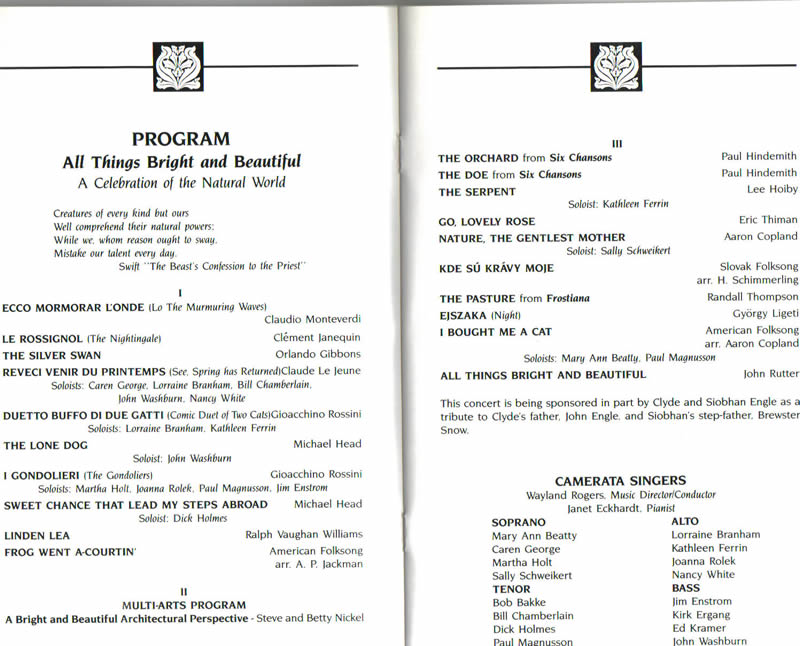 PROGRAM
All Things Bright and Beautiful
A Celebration of the Natural World
Creatures of every kind but ours
Well comprehend their natural powers;
While we, whom reason ought to sway,
Mistake our talent every day.
Swift "The Beast's Confession to the Priest"
I
ECCO MORMORAR L'ONDE (Lo The Murmuring Waves)
Claudio Monteverdi
LE ROSSIGNOL (The Nightingale) Clément Janequin
THE SILVER SWAN Orlando Gibbons
REVECI VENIR DU PRINTEMPS (See, Spring has Returned) Claude Le Jeune
Soloists: Caren George, Lorraine Branham, Bill Chamberlain,
John Washburn, Nancy White
DUETTO BUFFO DI DUE GATTI (Comic Duet of Two Cats) Gioacchino Rossini
Soloists: Lorraine Branham, Kathleen Ferrin
THE LONE DOG Michael Head
Soloist: John Washburn
I GONDOLIERI (The Gondoliers) Gioacchino Rossini
Soloists: Martha Holt, Joanna Rolek, Paul Magnusson, Jim Enstrom
SWEET CHANCE THAT LEAD MY STEPS ABROAD Michael Head
Soloist: Dick Holmes
LINDEN LEA Ralph Vaughan Williams
FROG WENT A-COURTIN' American Folksong
arr. A. P. Jackman
II
MULTI-ARTS PROGRAM
A Bright and Beautiful Architectural Perspective - Steve and Betty Nickel
III
THE ORCHARD from Six Chansons Paul Hindemith
THE DOE from Six Chansons Paul Hindemith
THE SERPENT Lee Hoiby
Soloist: Kathleen Ferrin
GO, LOVELY ROSE Eric Thiman
NATURE, THE GENTLEST MOTHER Aaron Copland
Soloist: Sally Schweikert
KDE SÚ KRÁVY MOJE Slovak Folksong
arr. H. Schimmerling
THE PASTURE from Frostiana Randall Thompson
EJSZAKA (Night) György Ligeti
I BOUGHT ME A CAT American Folksong
arr. Aaron Copland
Soloists: Mary Ann Beatty, Paul Magnusson
ALL THINGS BRIGHT AND BEAUTIFUL John Rutter
This concert is being sponsored in part by Clyde and Siobhan Engle as a
tribute to Clyde's father, John Engle, and Siobhan's step-father, Brewster
Snow.
CAMERATA SINGERS
Wayland Rogers, Music Director/Conductor
Janet Eckhardt, Pianist
SOPRANO ALTO
Mary Ann Beatty Lorraine Branham
Caren George Kathleen Ferrin
Martha Holt Joanna Rolek
Sally Schweikert Nancy White
TENOR BASS
Bob Bakke Jim Enstrom
Bill Chamberlain Kirk Ergang
Dick Holmes Ed Kramer
Paul Magnusson John Washburn